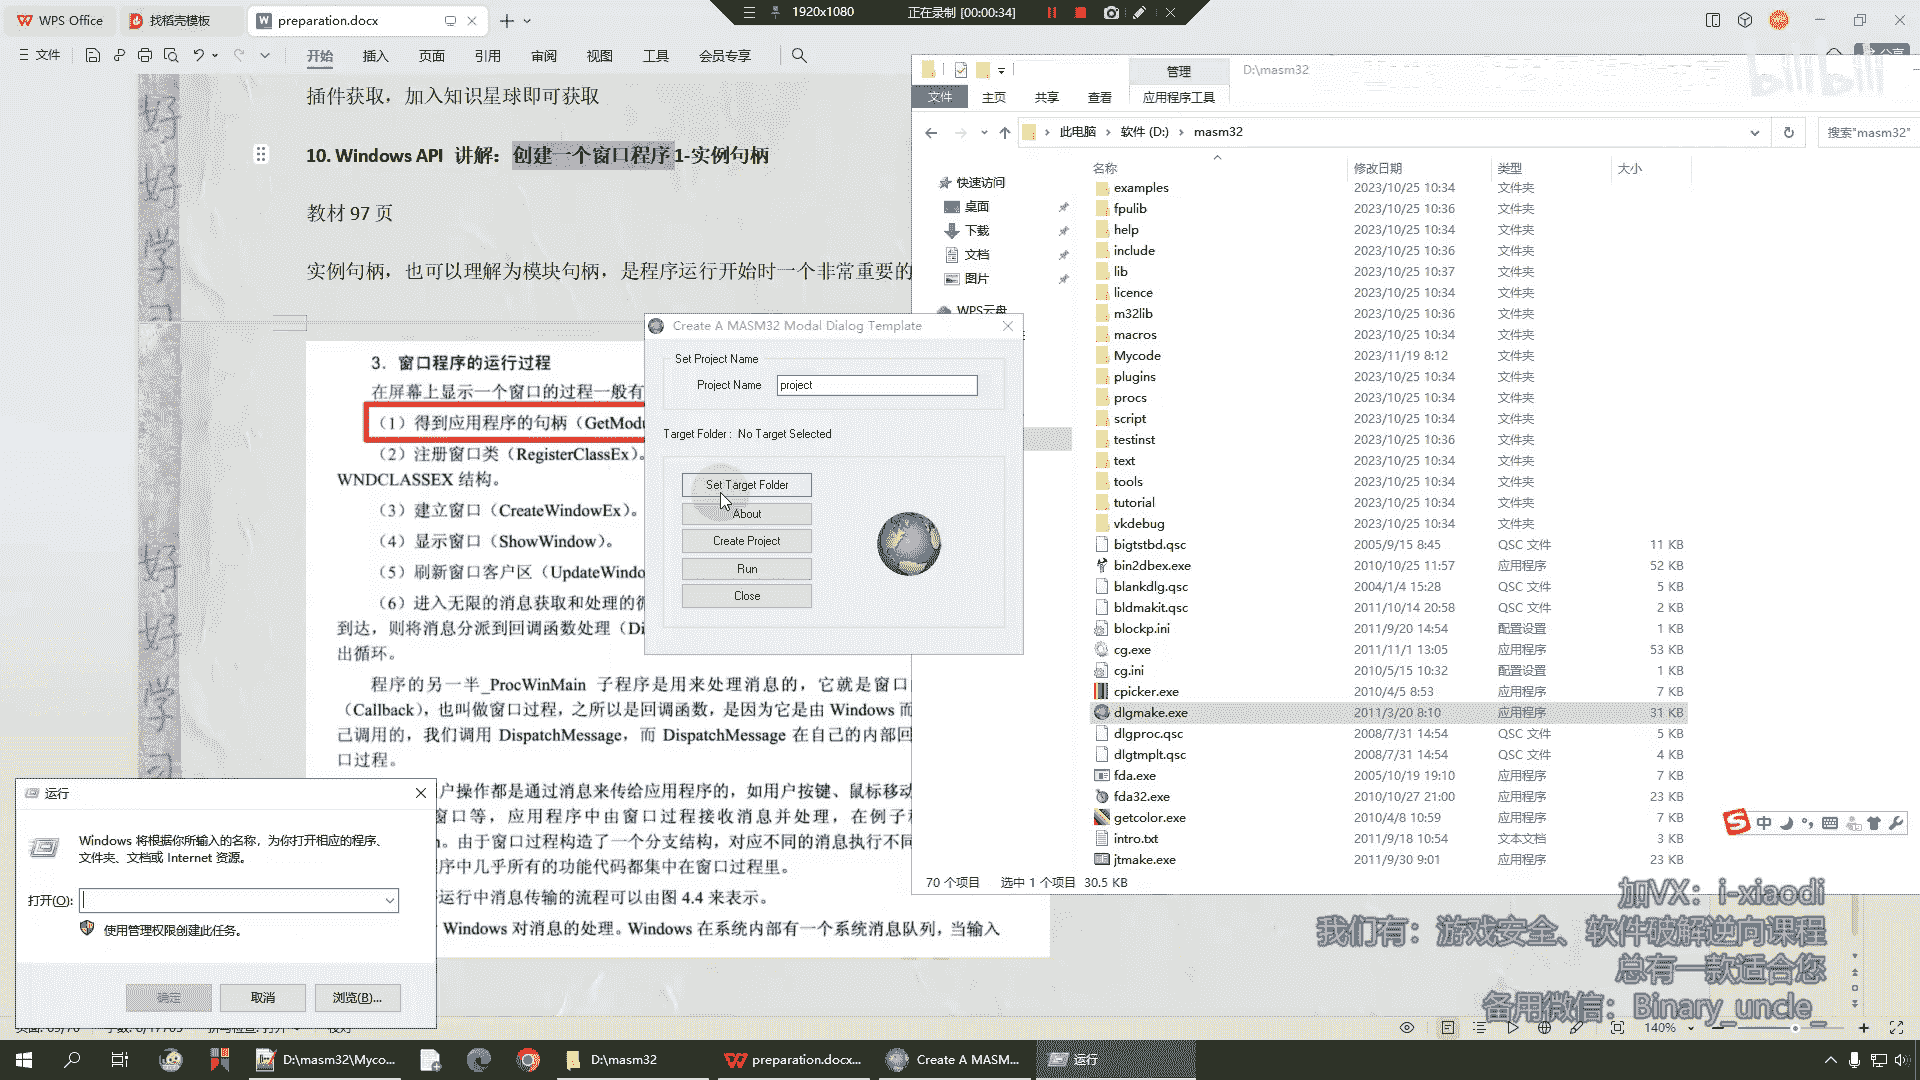 WPS Office
找稻壳模板
preparation.docx
1920x1080
正在录制 [00:00:34]
文件
开始
插入
页面
引用
审阅
视图
工具
会员专享
分享
bilibili
插件获取，加入知识星球即可获取
10. Windows API 讲解：创建一个窗口程序 1-实例句柄
教材 97 页
实例句柄，也可以理解为模块句柄，是程序运行开始时一个非常重要的
3. 窗口程序的运行过程
在屏幕上显示一个窗口的过程一般有
（1）得到应用程序的句柄（GetModu
（2）注册窗口类（RegisterClassEx）。
WNDCLASSEX 结构。
（3）建立窗口（CreateWindowEx）。
（4）显示窗口（ShowWindow）。
（5）刷新窗口客户区（UpdateWindo
（6）进入无限的消息获取和处理的循
到达，则将消息分派到回调函数处理（Di
出循环。
程序的另一半_ProcWinMain 子程序是用来处理消息的，它就是窗口
（Callback），也叫做窗口过程，之所以是回调函数，是因为它是由 Windows 而
己调用的，我们调用 DispatchMessage，而 DispatchMessage 在自己的内部回
口过程。
户操作都是通过消息来传给应用程序的，如用户按键、鼠标移动
窗口等，应用程序中由窗口过程接收消息并处理，在例子
n。由于窗口过程构造了一个分支结构，对应不同的消息执行不同
程序中几乎所有的功能代码都集中在窗口过程里。
运行中消息传输的流程可以由图 4.4 来表示。
Windows 对消息的处理。Windows 在系统内部有一个系统消息队列，当输入
好好学习
好好学习
Create A MASM32 Modal Dialog Template
Set Project Name
Project Name
project
Target Folder : No Target Selected
Set Target Folder
About
Create Project
Run
Close
管理
D:\masm32
文件
主页
共享
查看
应用程序工具
此电脑 › 软件 (D:) › masm32
搜索"masm32"
快速访问
桌面
下载
文档
图片
WPS云盘
名称 修改日期 类型 大小
examples 2023/10/25 10:34 文件夹
fpulib 2023/10/25 10:36 文件夹
help 2023/10/25 10:34 文件夹
include 2023/10/25 10:36 文件夹
lib 2023/10/25 10:37 文件夹
licence 2023/10/25 10:34 文件夹
m32lib 2023/10/25 10:36 文件夹
macros 2023/10/25 10:34 文件夹
Mycode 2023/11/19 8:12 文件夹
plugins 2023/10/25 10:34 文件夹
procs 2023/10/25 10:34 文件夹
script 2023/10/25 10:34 文件夹
testinst 2023/10/25 10:36 文件夹
text 2023/10/25 10:34 文件夹
tools 2023/10/25 10:34 文件夹
tutorial 2023/10/25 10:34 文件夹
vkdebug 2023/10/25 10:34 文件夹
bigtstbd.qsc 2005/9/15 8:45 QSC 文件 11 KB
bin2dbex.exe 2010/10/25 11:57 应用程序 52 KB
blankdlg.qsc 2004/1/4 15:28 QSC 文件 5 KB
bldmakit.qsc 2011/10/14 20:58 QSC 文件 2 KB
blockp.ini 2011/9/20 14:54 配置设置 1 KB
cg.exe 2011/11/1 13:05 应用程序 53 KB
cg.ini 2010/5/15 10:32 配置设置 1 KB
cpicker.exe 2010/4/5 8:53 应用程序 7 KB
dlgmake.exe 2011/3/20 8:10 应用程序 31 KB
dlgproc.qsc 2008/7/31 14:54 QSC 文件 5 KB
dlgtmplt.qsc 2008/7/31 14:54 QSC 文件 4 KB
fda.exe 2005/10/19 19:10 应用程序 7 KB
fda32.exe 2010/10/27 21:00 应用程序 23 KB
getcolor.exe 2010/4/8 10:59 应用程序 7 KB
intro.txt 2011/9/18 10:54 文本文档 3 KB
jtmake.exe 2011/9/30 9:01 应用程序 23 KB
70 个项目 选中 1 个项目 30.5 KB
中
运行
Windows 将根据你所输入的名称，为你打开相应的程序、
文件夹、文档或 Internet 资源。
打开(O):
使用管理权限创建此任务。
确定
取消
浏览(B)...
加VX：i-xiaodi
我们有：游戏安全、软件破解逆向课程
总有一款适合您
备用微信：Binary_uncle_
140%
D:\masm32\Myco...
D:\masm32
preparation.docx...
Create A MASM...
运行